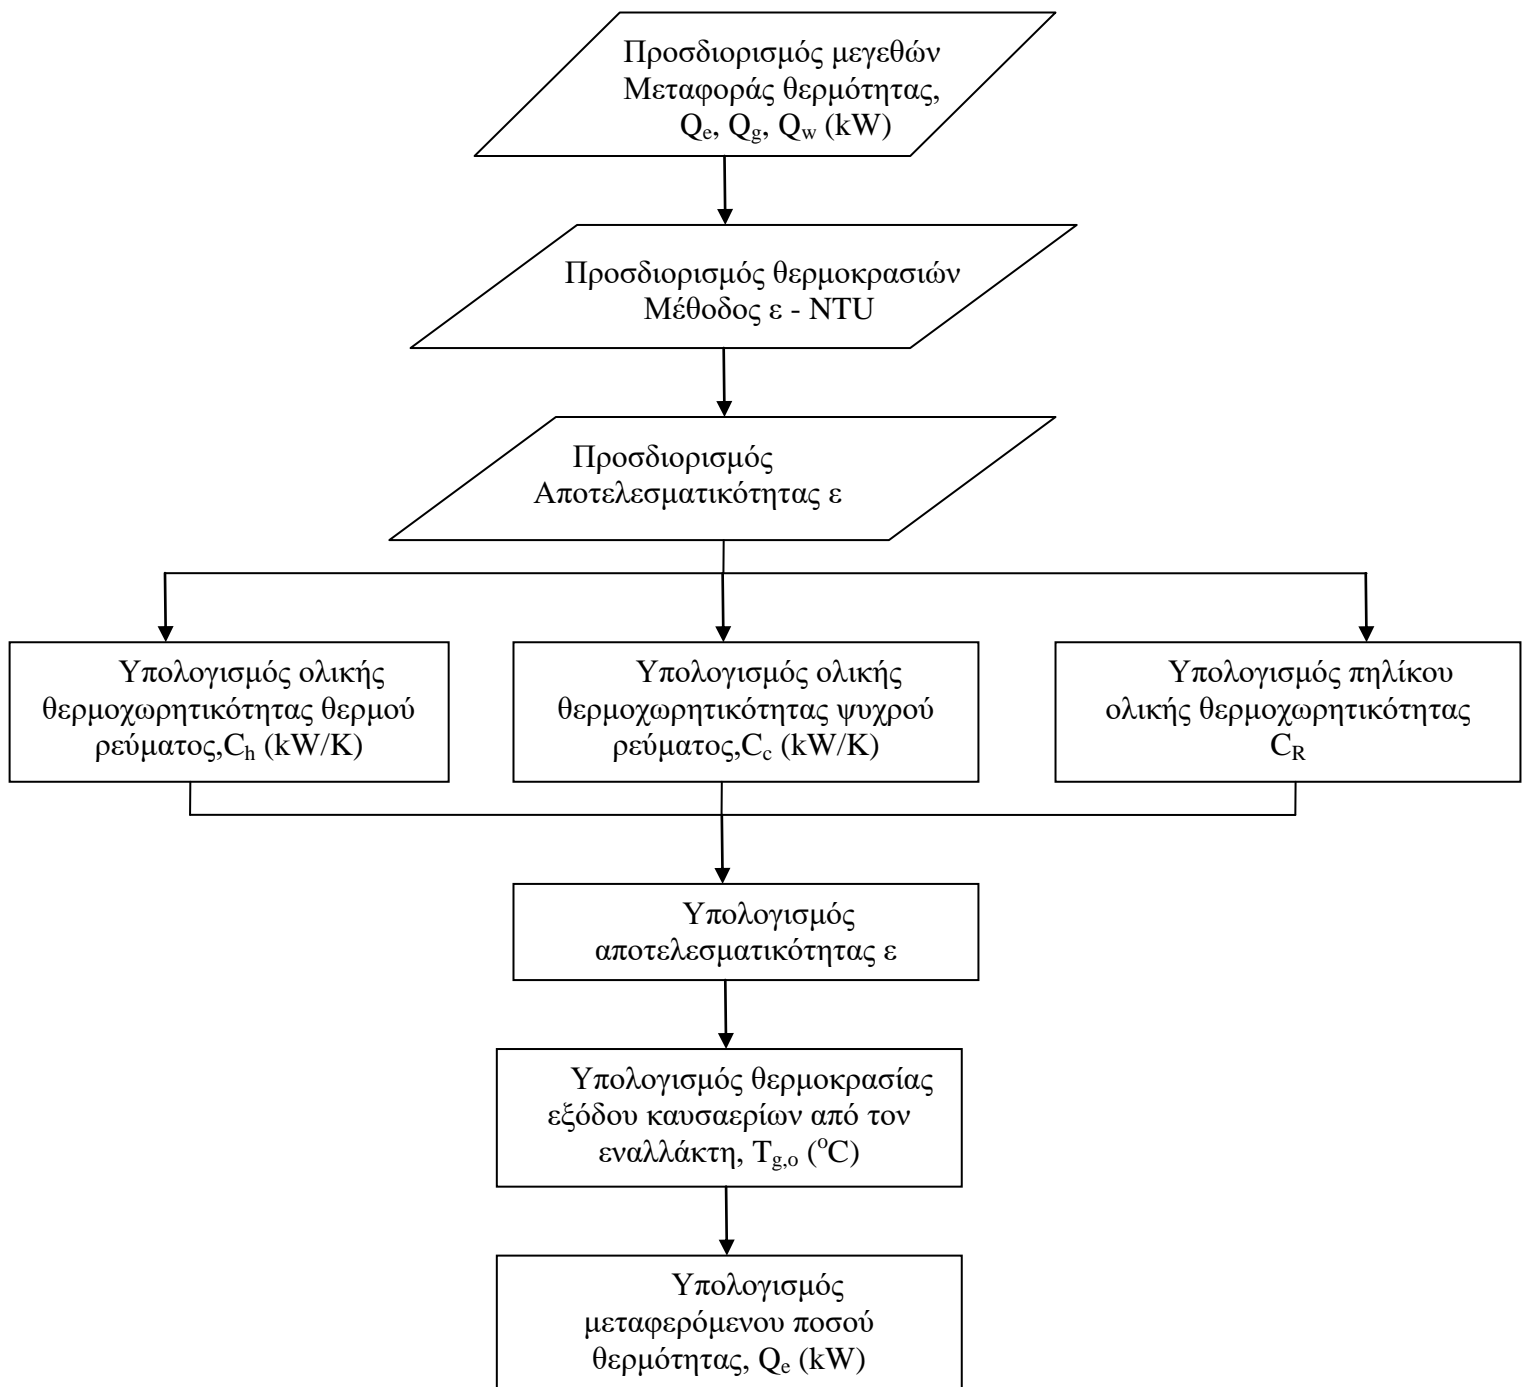 Προσδιορισμός μεγεθών
Μεταφοράς θερμότητας,
Qe, Qg, Qw (kW)
Προσδιορισμός θερμοκρασιών
Μέθοδος ε - NTU
Προσδιορισμός
Αποτελεσματικότητας ε
Υπολογισμός ολικής
θερμοχωρητικότητας θερμού
ρεύματος,Ch (kW/K)
Υπολογισμός ολικής
θερμοχωρητικότητας ψυχρού
ρεύματος,Cc (kW/K)
Υπολογισμός πηλίκου
ολικής θερμοχωρητικότητας
CR
Υπολογισμός
αποτελεσματικότητας ε
Υπολογισμός θερμοκρασίας
εξόδου καυσαερίων από τον
εναλλάκτη, Tg,o (oC)
Υπολογισμός
μεταφερόμενου ποσού
θερμότητας, Qe (kW)